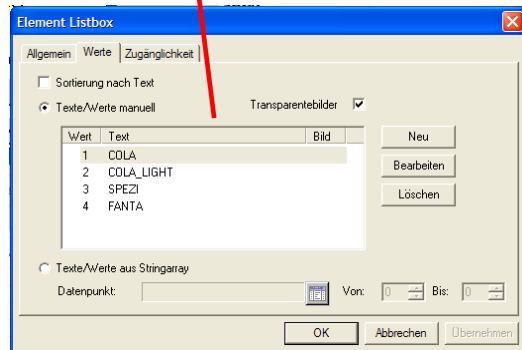 Element Listbox
Allgemein Werte Zugänglichkeit
Sortierung nach Text
Texte/Werte manuell Transparentebilder
Wert Text Bild
1 COLA
2 COLA_LIGHT
3 SPEZI
4 FANTA
Neu
Bearbeiten
Löschen
Texte/Werte aus Stringarray
Datenpunkt: Von: 0 Bis: 0
OK Abbrechen Übernehmen